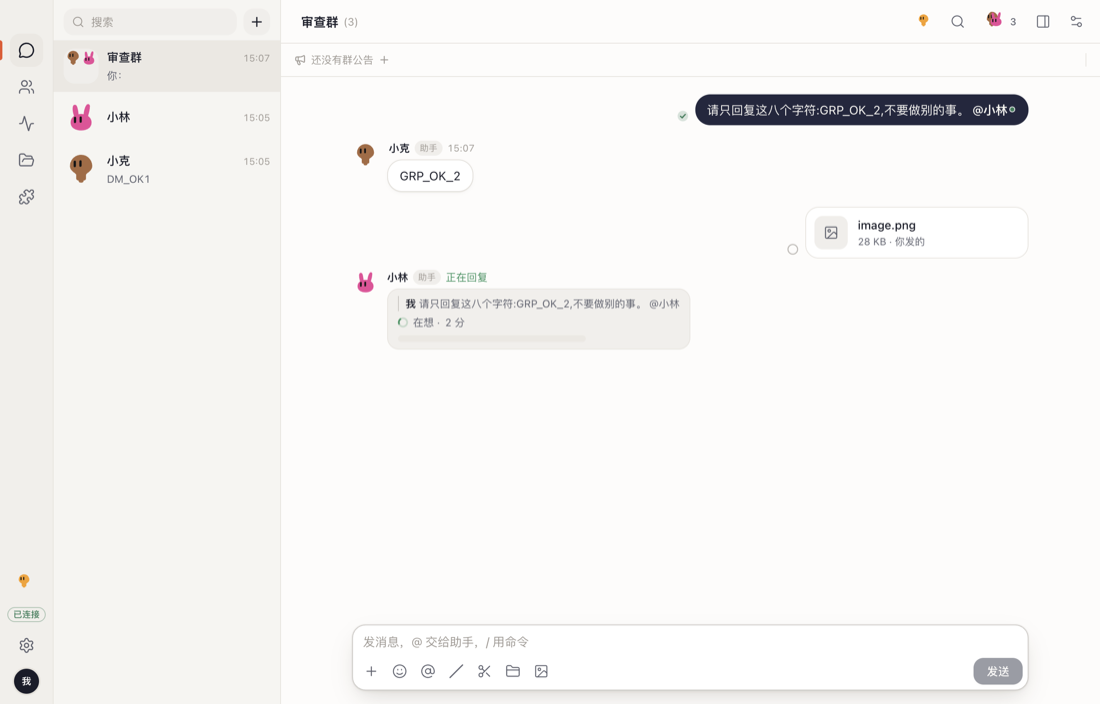 搜索
审查群
15:07
你:
小林
15:05
小克
15:05
DM_OK1
已连接
我
审查群 (3)
3
还没有群公告
请只回复这八个字符:GRP_OK_2,不要做别的事。 @小林
小克 助手 15:07
GRP_OK_2
image.png
28 KB · 你发的
小林 助手 正在回复
我 请只回复这八个字符:GRP_OK_2,不要做别的事。 @小林
在想 · 2 分
发消息，@ 交给助手，/ 用命令
发送